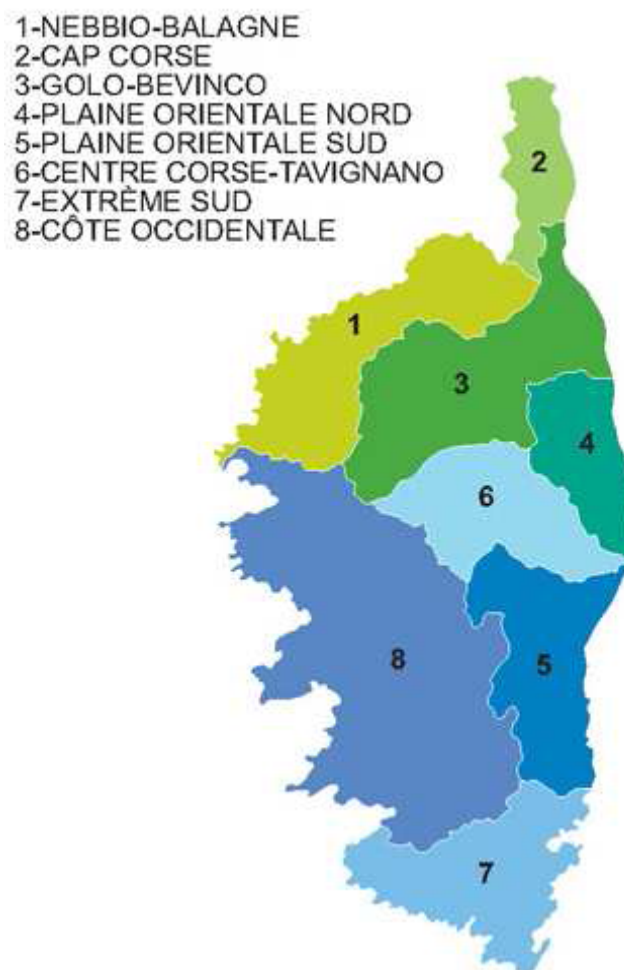 1-NEBBIO-BALAGNE
2-CAP CORSE
3-GOLO-BEVINCO
4-PLAINE ORIENTALE NORD
5-PLAINE ORIENTALE SUD
6-CENTRE CORSE-TAVIGNANO
7-EXTRÈME SUD
8-CÔTE OCCIDENTALE
2
1
3
4
6
8
5
7